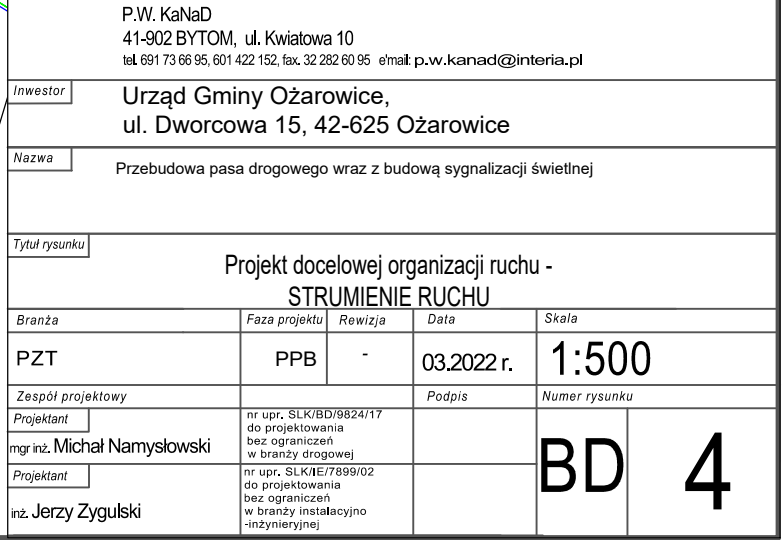 P.W. KaNaD
41-902 BYTOM, ul. Kwiatowa 10
tel. 691 73 66 95, 601 422 152, fax. 32 282 60 95 e'mail: p.w.kanad@interia.pl
Inwestor
Urząd Gminy Ożarowice,
ul. Dworcowa 15, 42-625 Ożarowice
Nazwa
Przebudowa pasa drogowego wraz z budową sygnalizacji świetlnej
Tytuł rysunku
Projekt docelowej organizacji ruchu -
STRUMIENIE RUCHU
Branża Faza projektu Rewizja Data Skala
PZT PPB - 03.2022 r. 1:500
Zespół projektowy Podpis Numer rysunku
Projektant
mgr inż. Michał Namysłowski
nr upr. SLK/BD/9824/17
do projektowania
bez ograniczeń
w branży drogowej
Projektant
inż. Jerzy Zygulski
nr upr. SLK/IE/7899/02
do projektowania
bez ograniczeń
w branży instalacyjno
-inżynieryjnej
BD 4